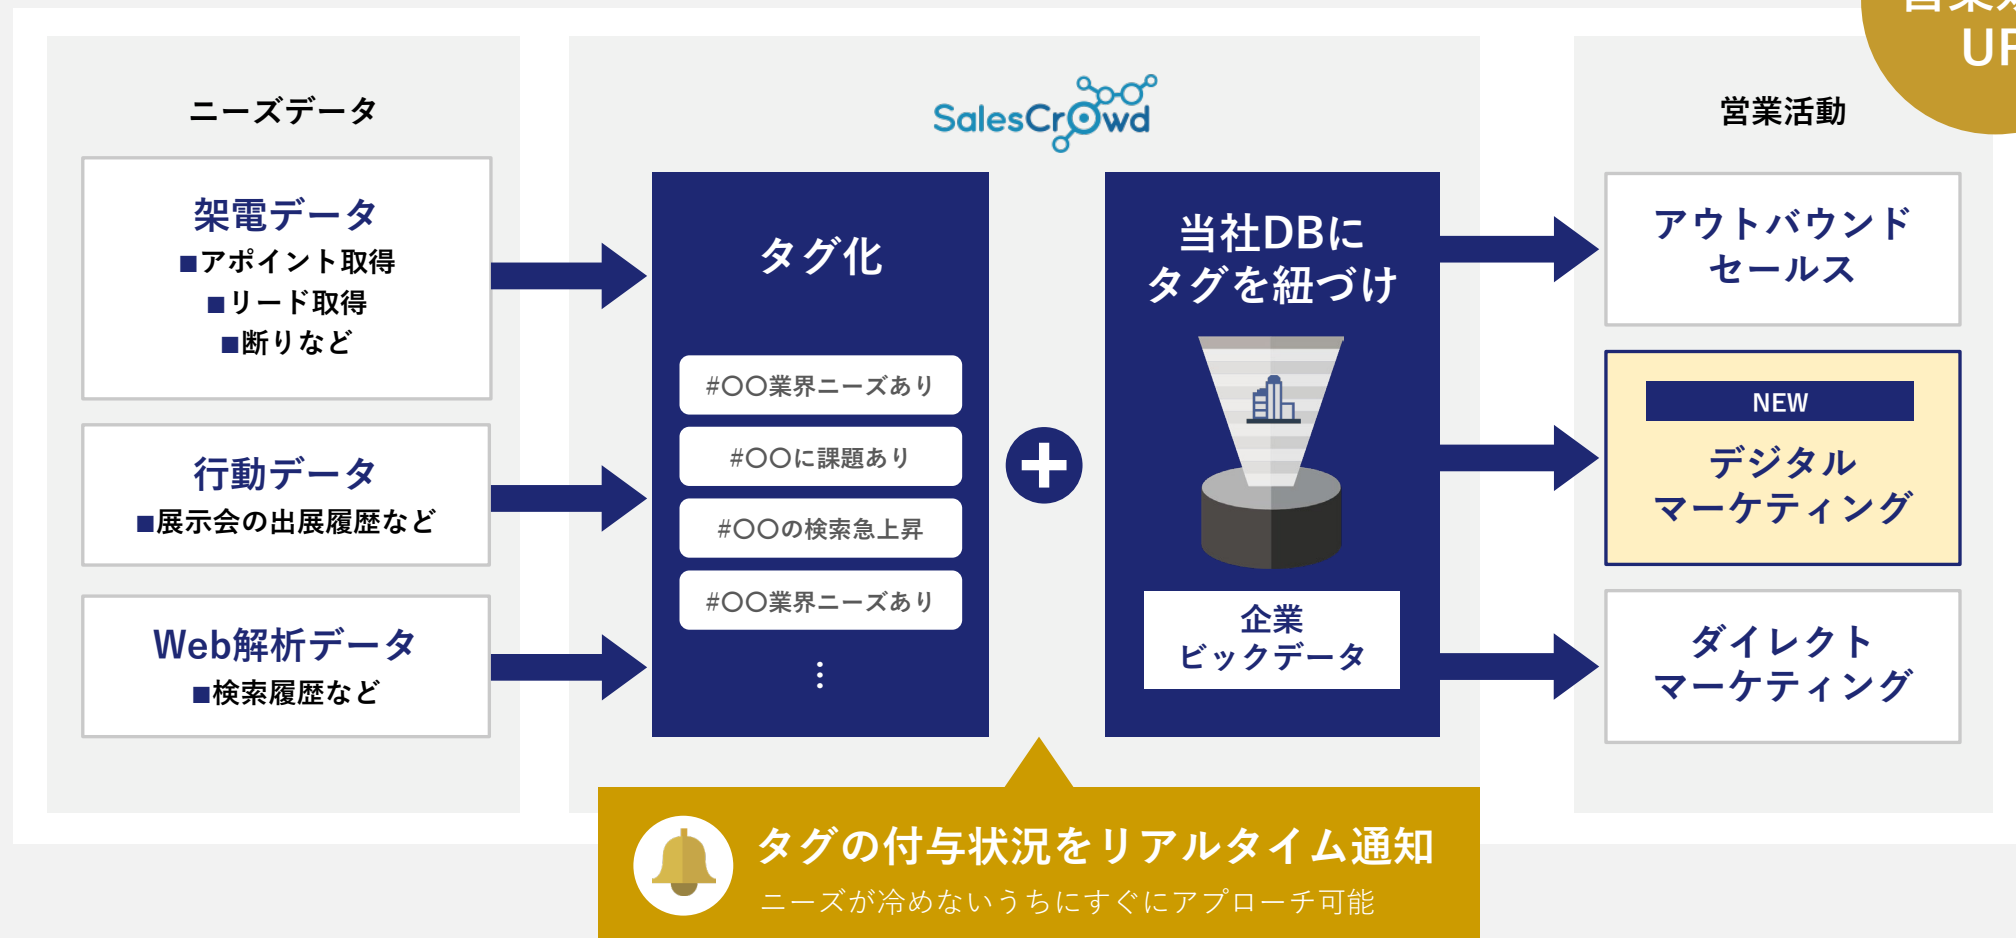 ニーズデータ
架電データ
■アポイント取得
■リード取得
■断りなど
行動データ
■展示会の出展履歴など
Web解析データ
■検索履歴など
SalesCrowd
タグ化
#〇〇業界ニーズあり
#〇〇に課題あり
#〇〇の検索急上昇
#〇〇業界ニーズあり
⋮
+
当社DBに
タグを紐づけ
企業
ビックデータ
タグの付与状況をリアルタイム通知
ニーズが冷めないうちにすぐにアプローチ可能
営業活動
アウトバウンド
セールス
NEW
デジタル
マーケティング
ダイレクト
マーケティング